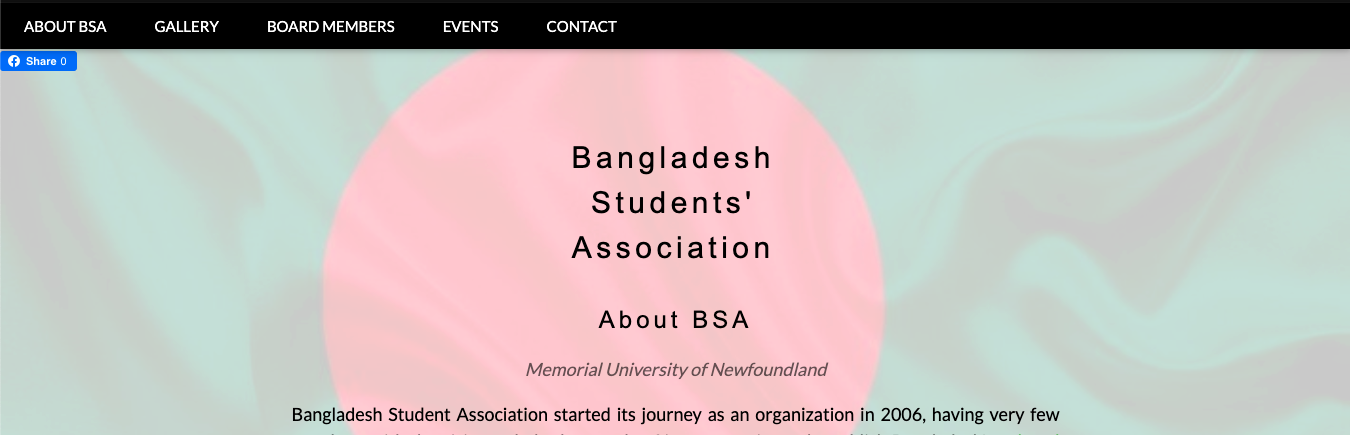 ABOUT BSA GALLERY BOARD MEMBERS EVENTS CONTACT
Share 0
Bangladesh
Students'
Association
About BSA
Memorial University of Newfoundland
Bangladesh Student Association started its journey as an organization in 2006, having very few